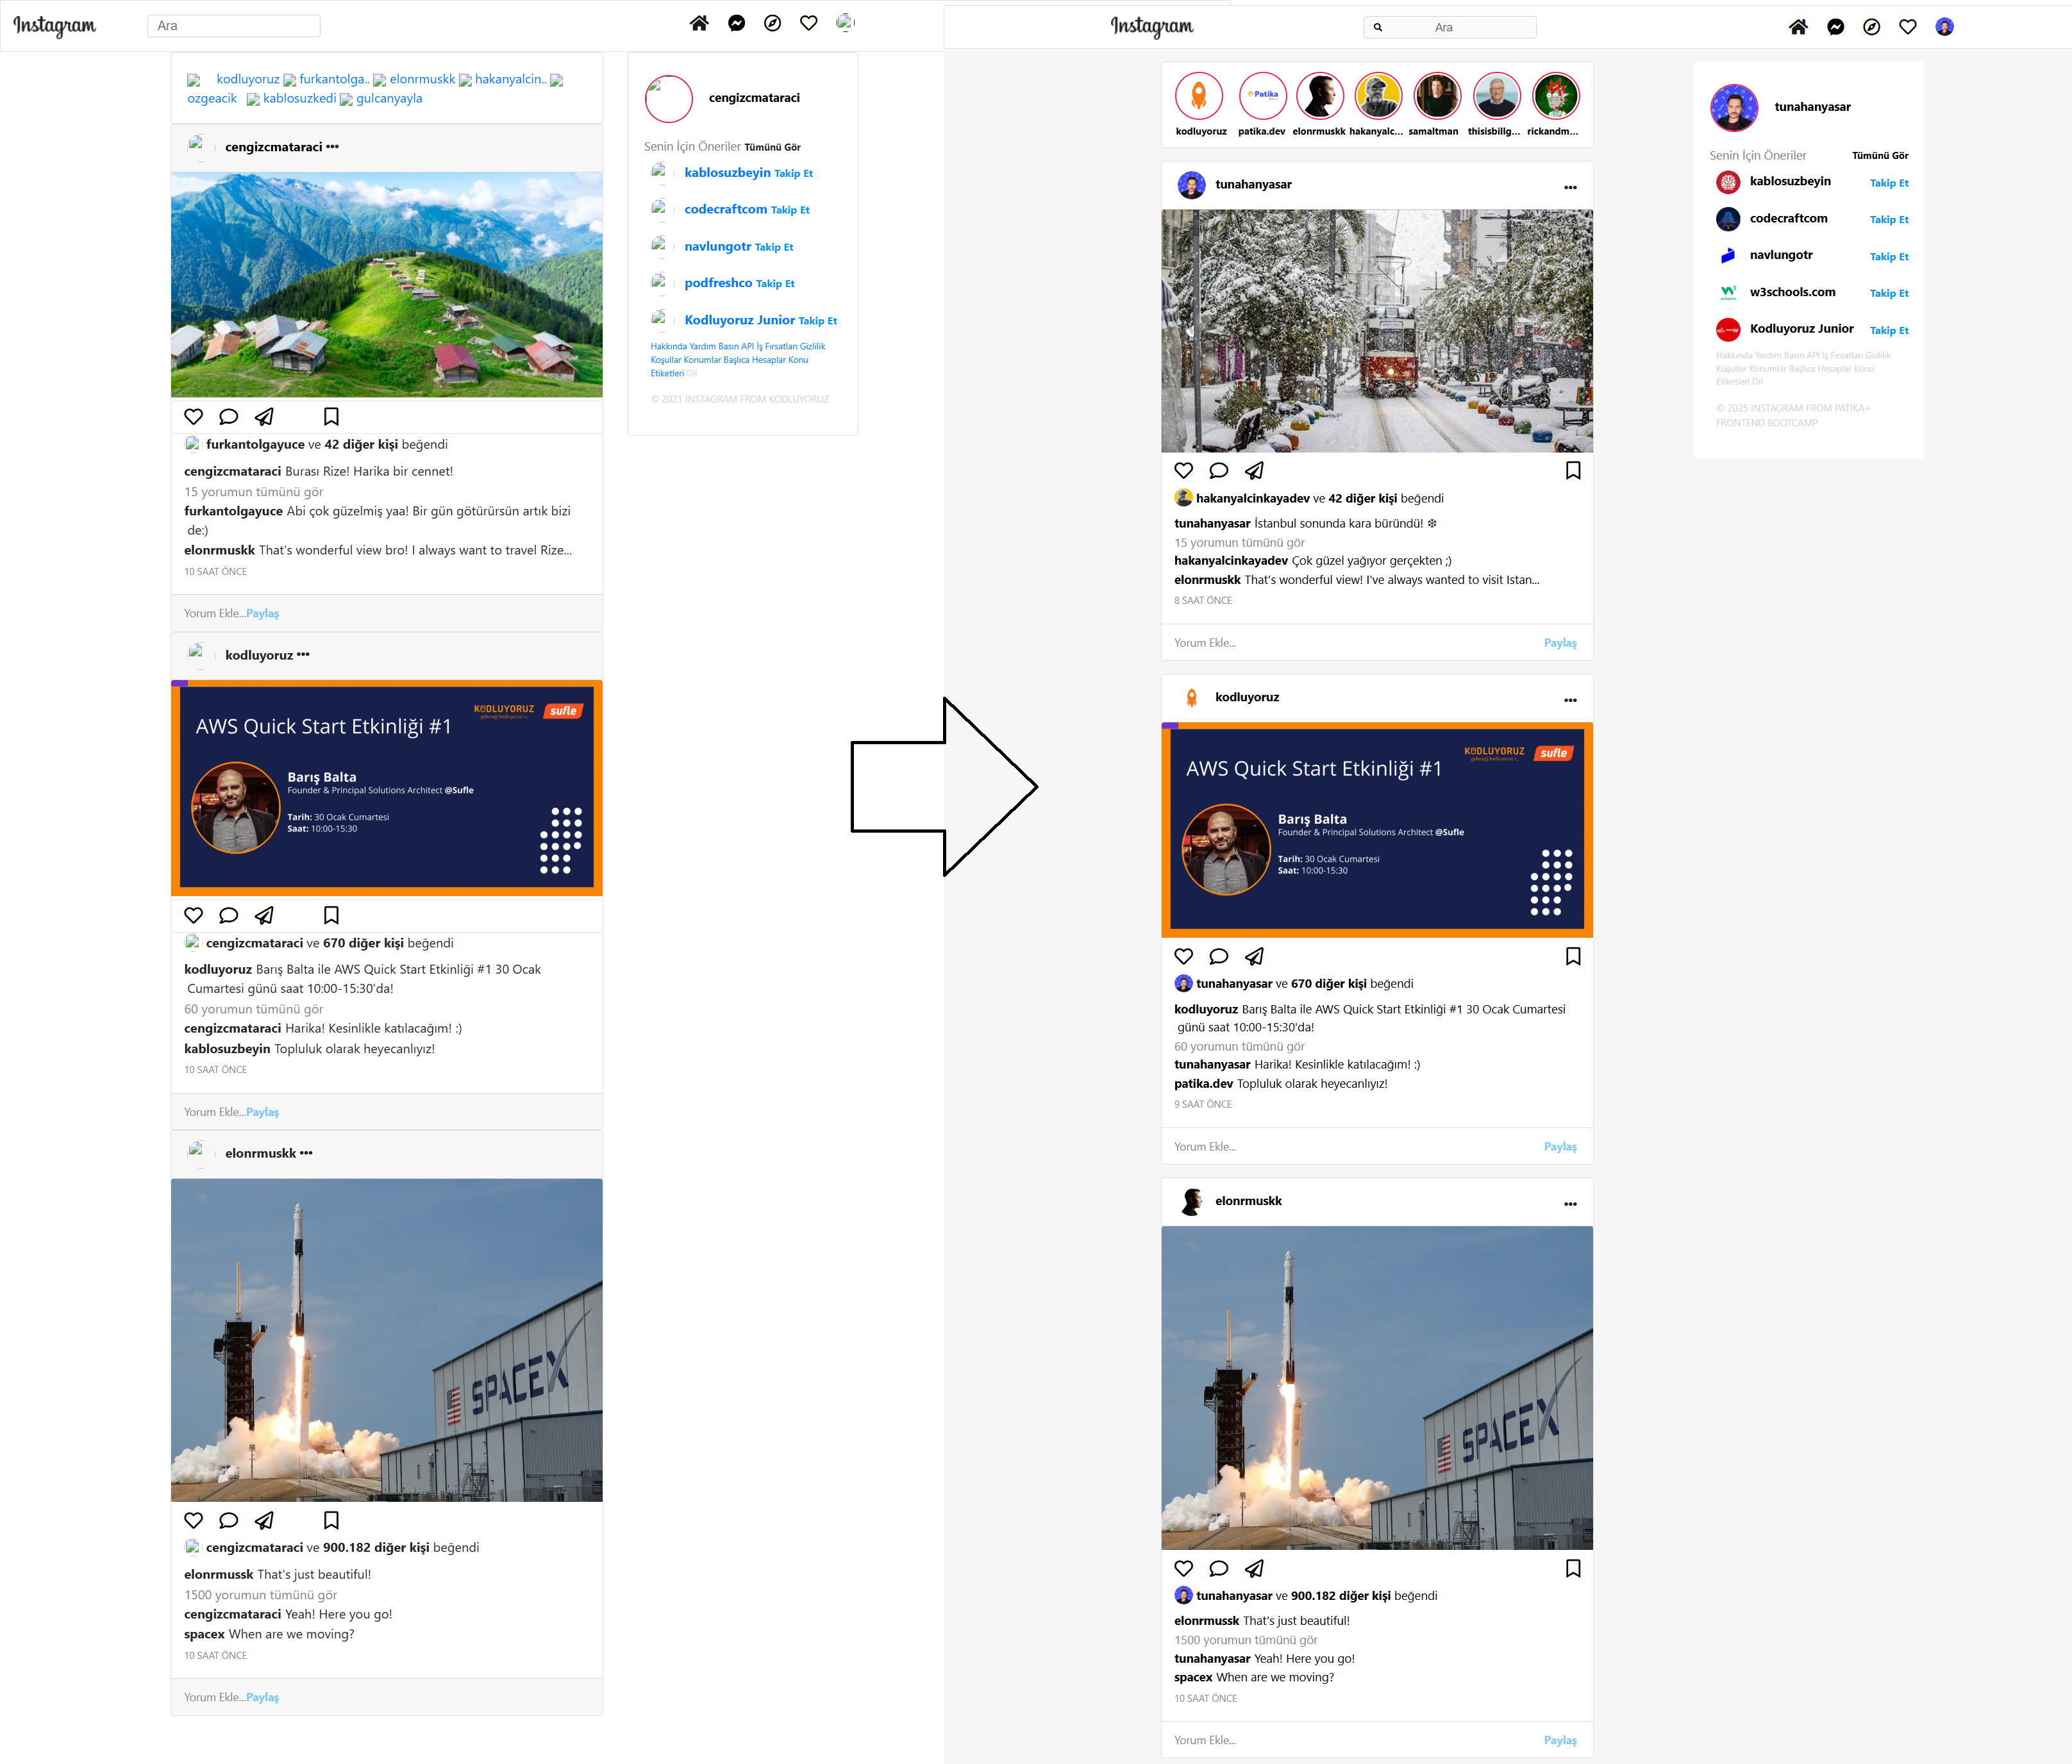 Instagram
Ara
kodluyoruz furkantolga.. elonrmuskk hakanyalcin..
ozgeacik kablosuzkedi gulcanyayla
cengizcmataraci •••
furkantolgayuce ve 42 diğer kişi beğendi
cengizcmataraci Burası Rize! Harika bir cennet!
15 yorumun tümünü gör
furkantolgayuce Abi çok güzelmiş yaa! Bir gün götürürsün artık bizi
de:)
elonrmuskk That's wonderful view bro! I always want to travel Rize...
10 SAAT ÖNCE
Yorum Ekle...Paylaş
kodluyoruz •••
KODLUYORUZ
sufle
AWS Quick Start Etkinliği #1
Barış Balta
Founder & Principal Solutions Architect @Sufle
Tarih: 30 Ocak Cumartesi
Saat: 10:00-15:30
cengizcmataraci ve 670 diğer kişi beğendi
kodluyoruz Barış Balta ile AWS Quick Start Etkinliği #1 30 Ocak
Cumartesi günü saat 10:00-15:30'da!
60 yorumun tümünü gör
cengizcmataraci Harika! Kesinlikle katılacağım! :)
kablosuzbeyin Topluluk olarak heyecanlıyız!
10 SAAT ÖNCE
Yorum Ekle...Paylaş
elonrmuskk •••
SPACEX
cengizcmataraci ve 900.182 diğer kişi beğendi
elonrmussk That's just beautiful!
1500 yorumun tümünü gör
cengizcmataraci Yeah! Here you go!
spacex When are we moving?
10 SAAT ÖNCE
Yorum Ekle...Paylaş
cengizcmataraci
Senin İçin Öneriler Tümünü Gör
kablosuzbeyin Takip Et
codecraftcom Takip Et
navlungotr Takip Et
podfreshco Takip Et
Kodluyoruz Junior Takip Et
Hakkında Yardım Basın API İş Fırsatları Gizlilik
Koşullar Konumlar Başlıca Hesaplar Konu
Etiketleri Dil
© 2021 INSTAGRAM FROM KODLUYORUZ
Instagram
Ara
Patika
kodluyoruz patika.dev elonrmuskk hakanyalc... samaltman thisisbillg... rickandm...
tunahanyasar •••
hakanyalcinkayadev ve 42 diğer kişi beğendi
tunahanyasar İstanbul sonunda kara büründü! ❄
15 yorumun tümünü gör
hakanyalcinkayadev Çok güzel yağıyor gerçekten ;)
elonrmuskk That's wonderful view! I've always wanted to visit Istan...
8 SAAT ÖNCE
Yorum Ekle... Paylaş
kodluyoruz •••
KODLUYORUZ
sufle
AWS Quick Start Etkinliği #1
Barış Balta
Founder & Principal Solutions Architect @Sufle
Tarih: 30 Ocak Cumartesi
Saat: 10:00-15:30
tunahanyasar ve 670 diğer kişi beğendi
kodluyoruz Barış Balta ile AWS Quick Start Etkinliği #1 30 Ocak Cumartesi
günü saat 10:00-15:30'da!
60 yorumun tümünü gör
tunahanyasar Harika! Kesinlikle katılacağım! :)
patika.dev Topluluk olarak heyecanlıyız!
9 SAAT ÖNCE
Yorum Ekle... Paylaş
elonrmuskk •••
SPACEX
tunahanyasar ve 900.182 diğer kişi beğendi
elonrmussk That's just beautiful!
1500 yorumun tümünü gör
tunahanyasar Yeah! Here you go!
spacex When are we moving?
10 SAAT ÖNCE
Yorum Ekle... Paylaş
tunahanyasar
Senin İçin Öneriler Tümünü Gör
kablosuzbeyin Takip Et
codecraftcom Takip Et
navlungotr Takip Et
w3schools.com Takip Et
Kodluyoruz Junior Takip Et
Hakkında Yardım Basın API İş Fırsatları Gizlilik
Koşullar Konumlar Başlıca Hesaplar Konu
Etiketleri Dil
© 2025 INSTAGRAM FROM PATIKA+
FRONTEND BOOTCAMP